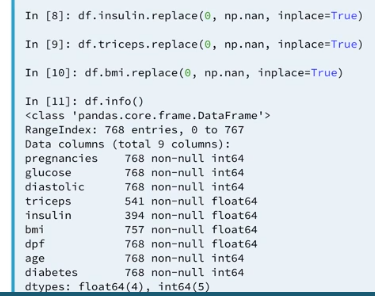 In [8]: df.insulin.replace(0, np.nan, inplace=True)
In [9]: df.triceps.replace(0, np.nan, inplace=True)
In [10]: df.bmi.replace(0, np.nan, inplace=True)
In [11]: df.info()
<class 'pandas.core.frame.DataFrame'>
RangeIndex: 768 entries, 0 to 767
Data columns (total 9 columns):
pregnancies 768 non-null int64
glucose 768 non-null int64
diastolic 768 non-null int64
triceps 541 non-null float64
insulin 394 non-null float64
bmi 757 non-null float64
dpf 768 non-null float64
age 768 non-null int64
diabetes 768 non-null int64
dtypes: float64(4), int64(5)